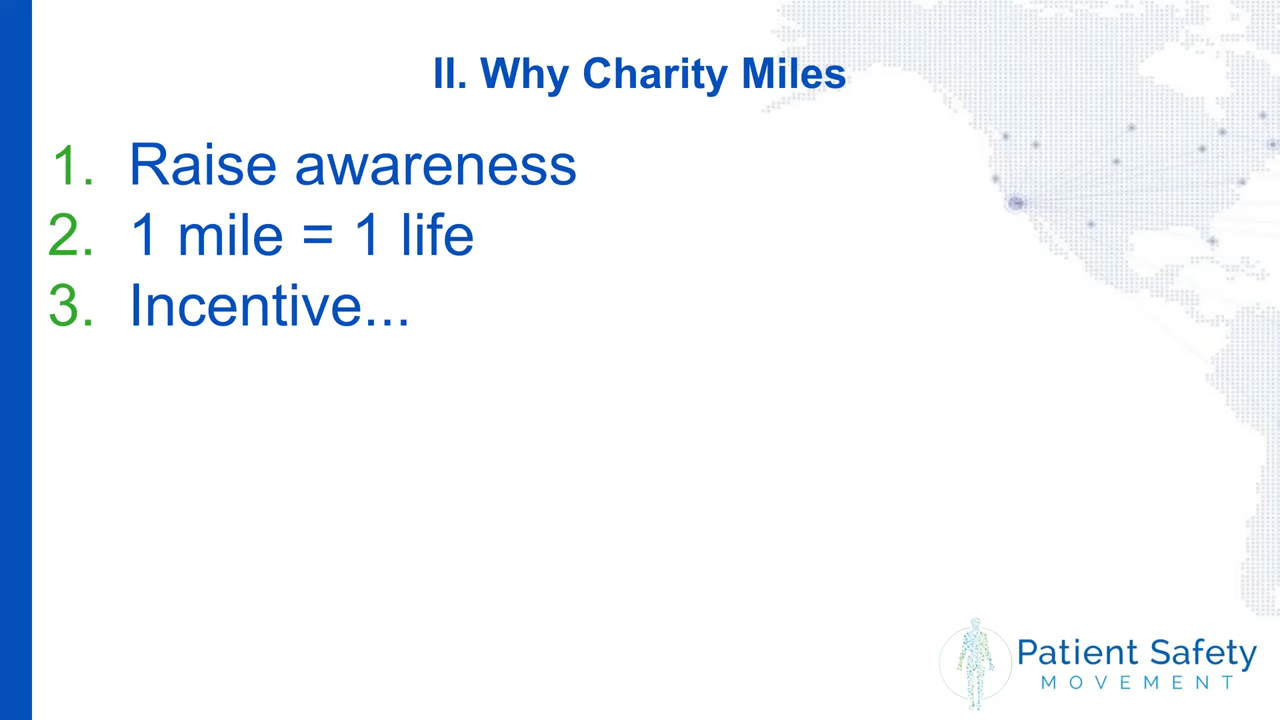 II. Why Charity Miles
1. Raise awareness
2. 1 mile = 1 life
3. Incentive...
Patient Safety
MOVEMENT